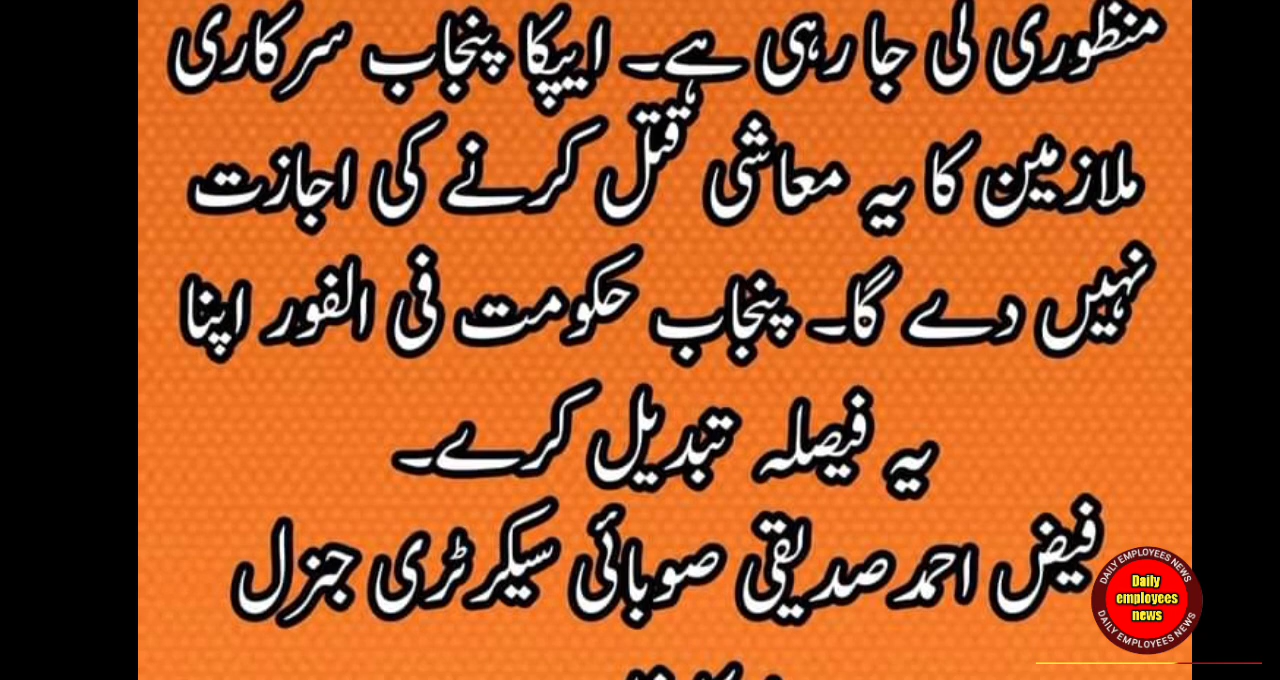 منظوری لی جا رہی ہے۔ ایپکا پنجاب سرکاری
ملازمین کا یہ معاشی قتل کرنے کی اجازت
نہیں دے گا۔ پنجاب حکومت فی الفور اپنا
یہ فیصلہ تبدیل کرے۔
فیض احمد صدیقی صوبائی سیکرٹری جنرل
DAILY EMPLOYEES NEWS
Daily
employees
news
DAILY EMPLOYEES NEWS